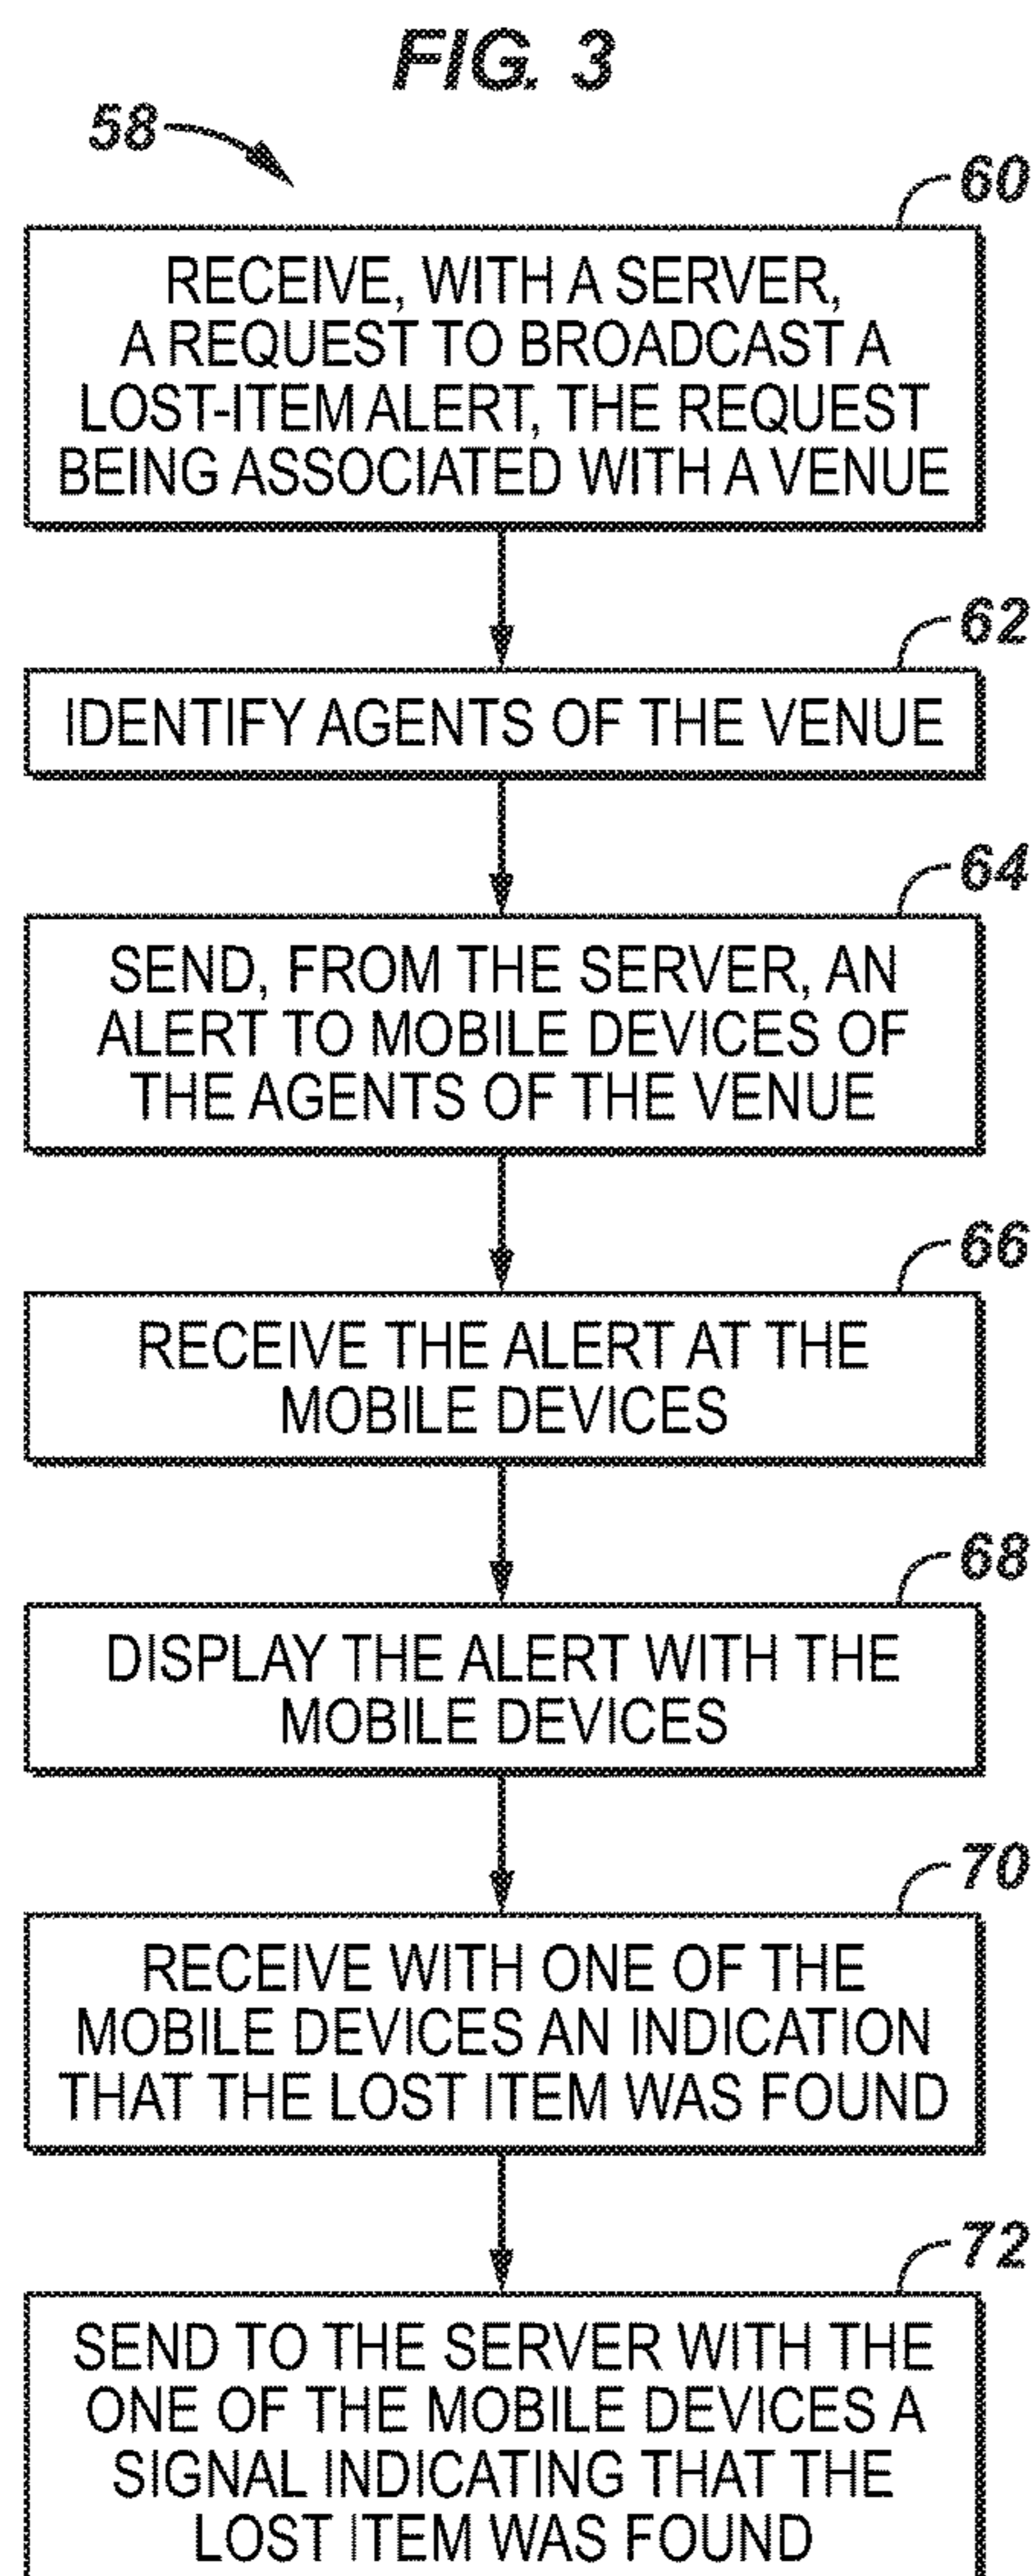 FIG. 3
58
60
RECEIVE, WITH A SERVER,
A REQUEST TO BROADCAST A
LOST-ITEM ALERT, THE REQUEST
BEING ASSOCIATED WITH A VENUE
62
IDENTIFY AGENTS OF THE VENUE
64
SEND, FROM THE SERVER, AN
ALERT TO MOBILE DEVICES OF
THE AGENTS OF THE VENUE
66
RECEIVE THE ALERT AT THE
MOBILE DEVICES
68
DISPLAY THE ALERT WITH THE
MOBILE DEVICES
70
RECEIVE WITH ONE OF THE
MOBILE DEVICES AN INDICATION
THAT THE LOST ITEM WAS FOUND
72
SEND TO THE SERVER WITH THE
ONE OF THE MOBILE DEVICES A
SIGNAL INDICATING THAT THE
LOST ITEM WAS FOUND